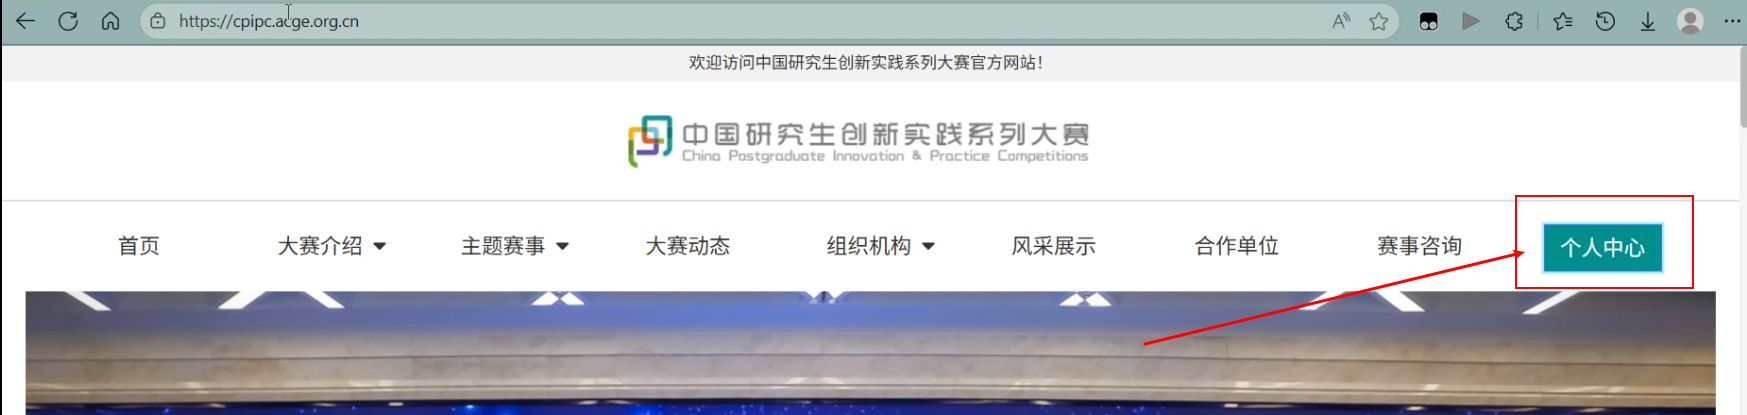 https://cpipc.acge.org.cn
欢迎访问中国研究生创新实践系列大赛官方网站！
中国研究生创新实践系列大赛
China Postgraduate Innovation & Practice Competitions
首页 大赛介绍 主题赛事 大赛动态 组织机构 风采展示 合作单位 赛事咨询 个人中心